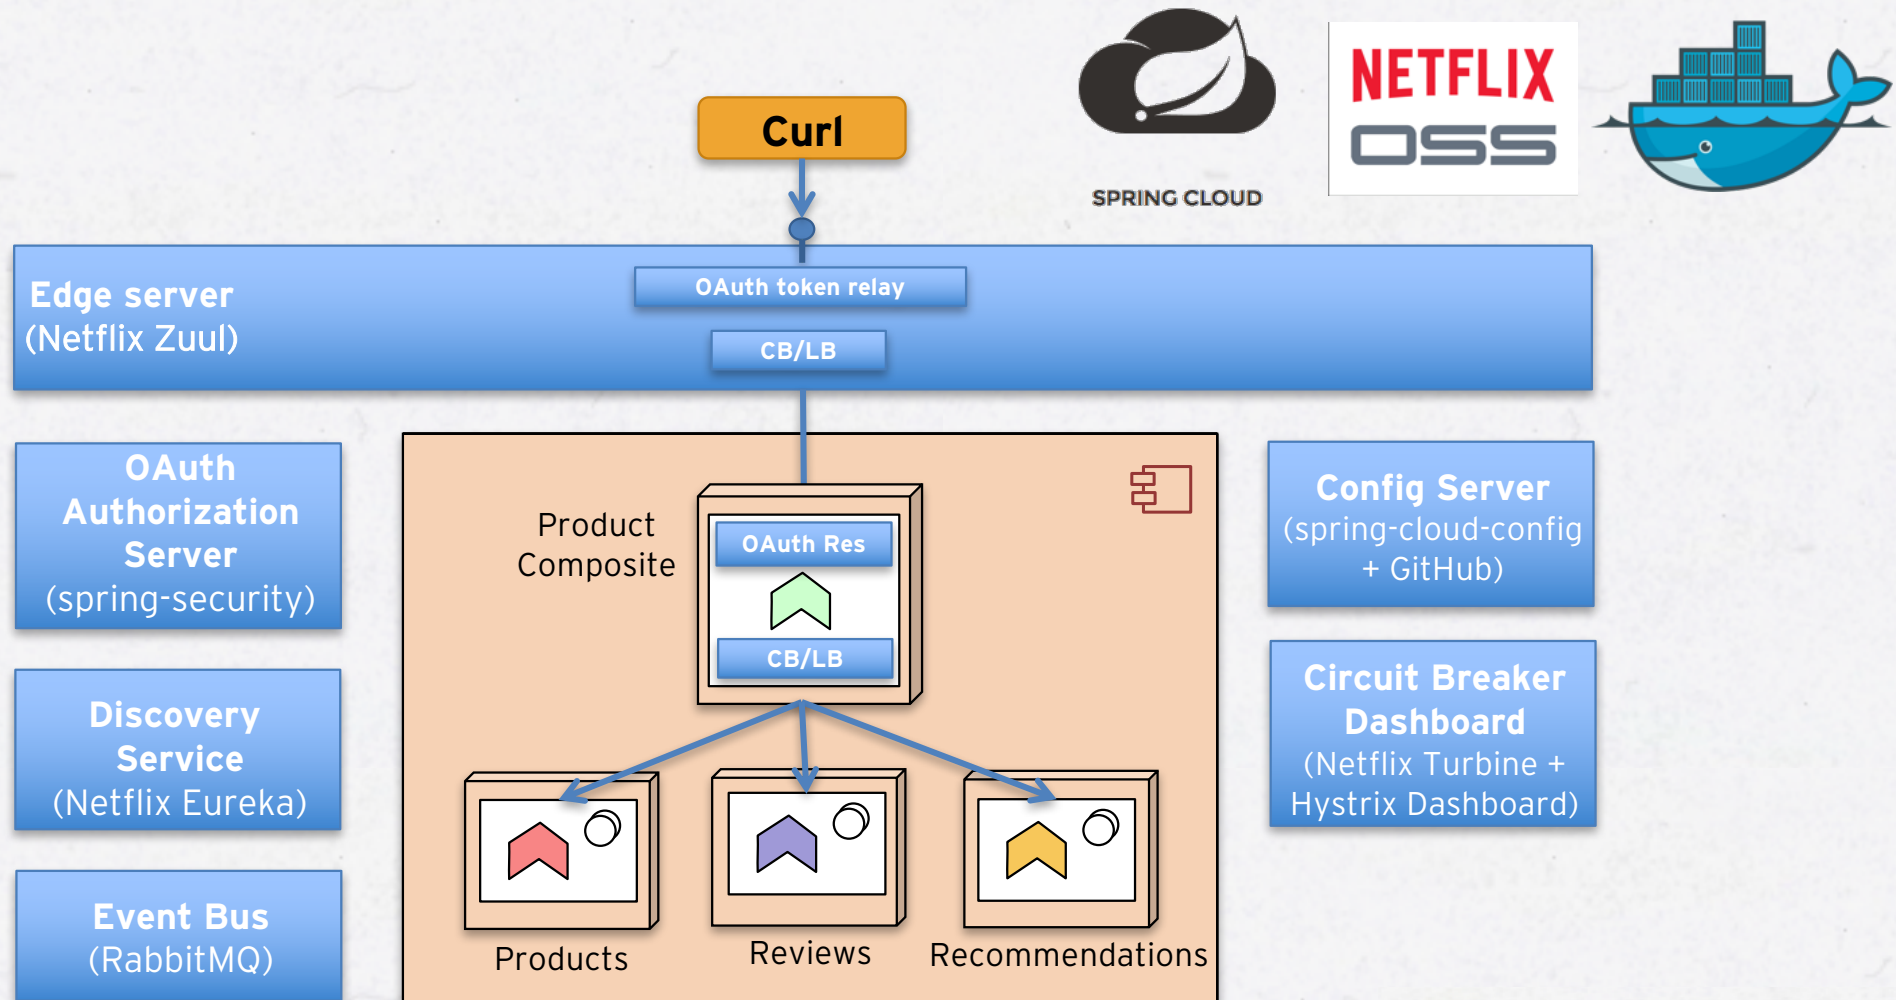 SPRING CLOUD
NETFLIX
OSS
Curl
Edge server
(Netflix Zuul)
OAuth token relay
CB/LB
OAuth
Authorization
Server
(spring-security)
Discovery
Service
(Netflix Eureka)
Event Bus
(RabbitMQ)
Product
Composite
OAuth Res
CB/LB
Products
Reviews
Recommendations
Config Server
(spring-cloud-config
+ GitHub)
Circuit Breaker
Dashboard
(Netflix Turbine +
Hystrix Dashboard)